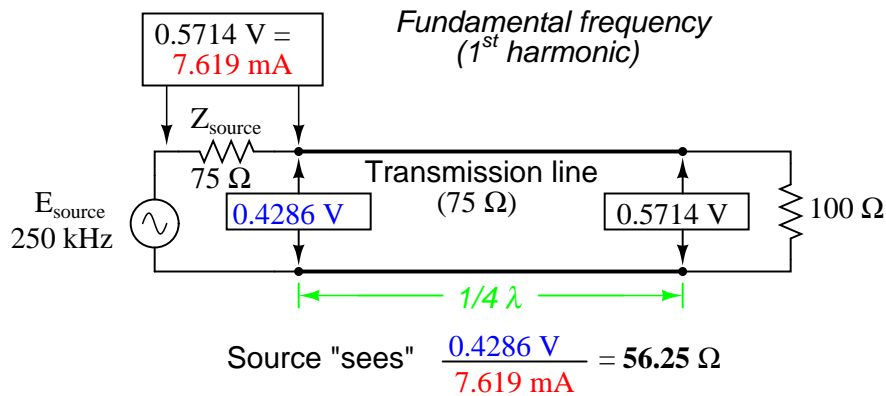 0.5714 V =
7.619 mA
Fundamental frequency
(1st harmonic)
Zsource
75 Ω
Transmission line
(75 Ω)
Esource
250 kHz
0.4286 V
0.5714 V
100 Ω
1/4 λ
Source "sees" 0.4286 V / 7.619 mA = 56.25 Ω